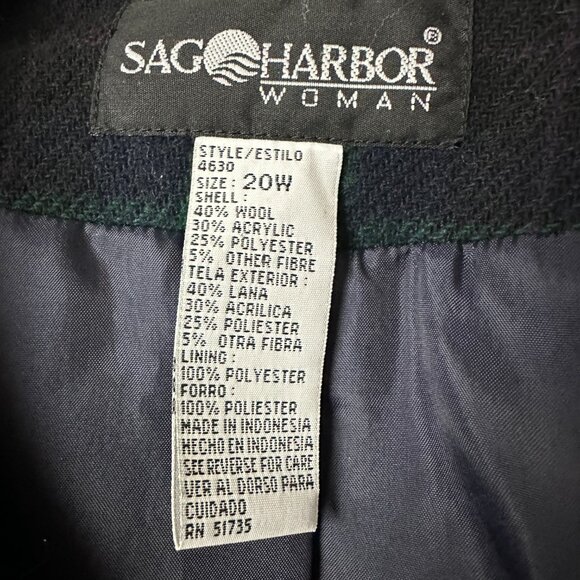 SAG HARBOR®
WOMAN
STYLE/ESTILO
4630
SIZE: 20W
SHELL:
40% WOOL
30% ACRYLIC
25% POLYESTER
5% OTHER FIBRE
TELA EXTERIOR:
40% LANA
30% ACRILICA
25% POLIESTER
5% OTRA FIBRA
LINING:
100% POLYESTER
FORRO:
100% POLIESTER
MADE IN INDONESIA
HECHO EN INDONESIA
SEE REVERSE FOR CARE
VER AL DORSO PARA
CUIDADO
RN 51735